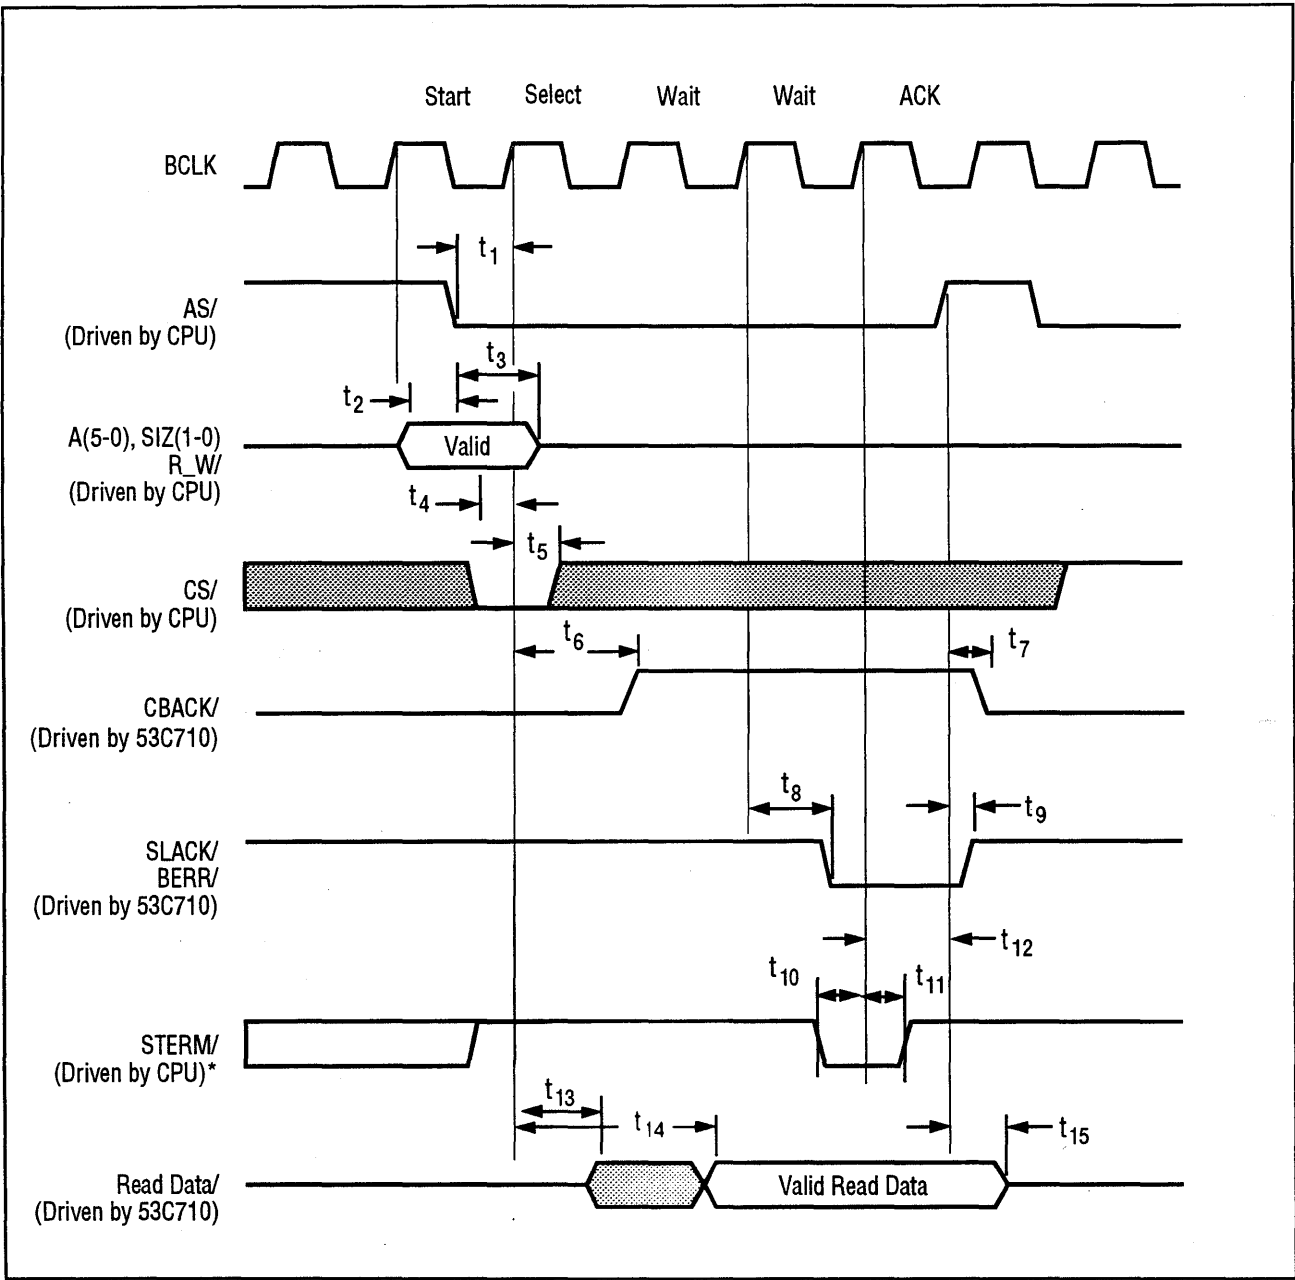 Start Select Wait Wait ACK
BCLK
t1
AS/
(Driven by CPU)
t3
t2
A(5-0), SIZ(1-0)
R_W/
(Driven by CPU)
Valid
t4
t5
CS/
(Driven by CPU)
t6
t7
CBACK/
(Driven by 53C710)
t8
t9
SLACK/
BERR/
(Driven by 53C710)
t12
t10
t11
STERM/
(Driven by CPU)*
t13
t14
t15
Read Data/
(Driven by 53C710)
Valid Read Data